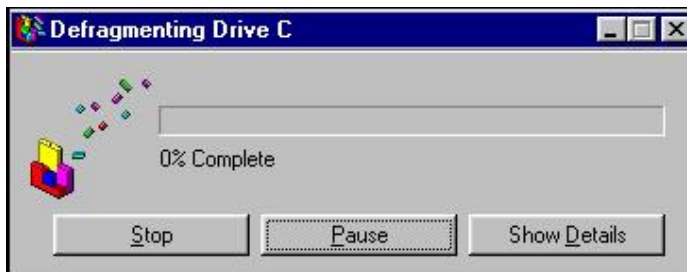 Defragmenting Drive C
0% Complete
Stop
Pause
Show Details